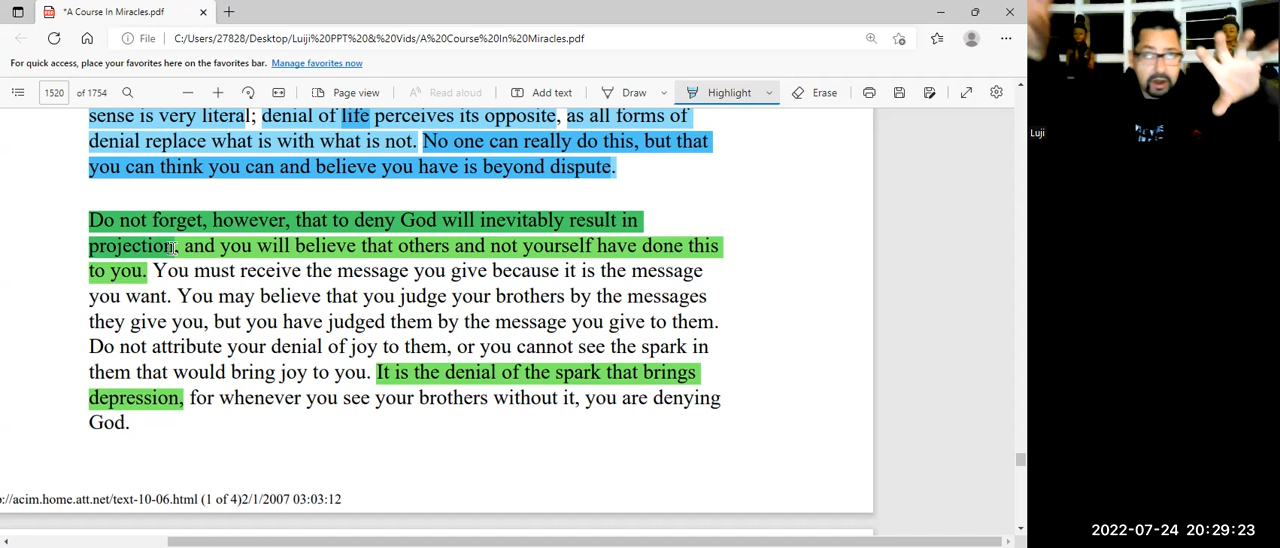 *A Course In Miracles.pdf
File
C:/Users/27828/Desktop/Luiji%20PPT%20&%20Vids/A%20Course%20In%20Miracles.pdf
For quick access, place your favorites here on the favorites bar. Manage favorites now
1520 of 1754
Page view
Read aloud
Add text
Draw
Highlight
Erase
sense is very literal; denial of life perceives its opposite, as all forms of
denial replace what is with what is not. No one can really do this, but that
you can think you can and believe you have is beyond dispute.
Do not forget, however, that to deny God will inevitably result in
projection, and you will believe that others and not yourself have done this
to you. You must receive the message you give because it is the message
you want. You may believe that you judge your brothers by the messages
they give you, but you have judged them by the message you give to them.
Do not attribute your denial of joy to them, or you cannot see the spark in
them that would bring joy to you. It is the denial of the spark that brings
depression, for whenever you see your brothers without it, you are denying
God.
://acim.home.att.net/text-10-06.html (1 of 4)2/1/2007 03:03:12
Luji
2022-07-24 20:29:23